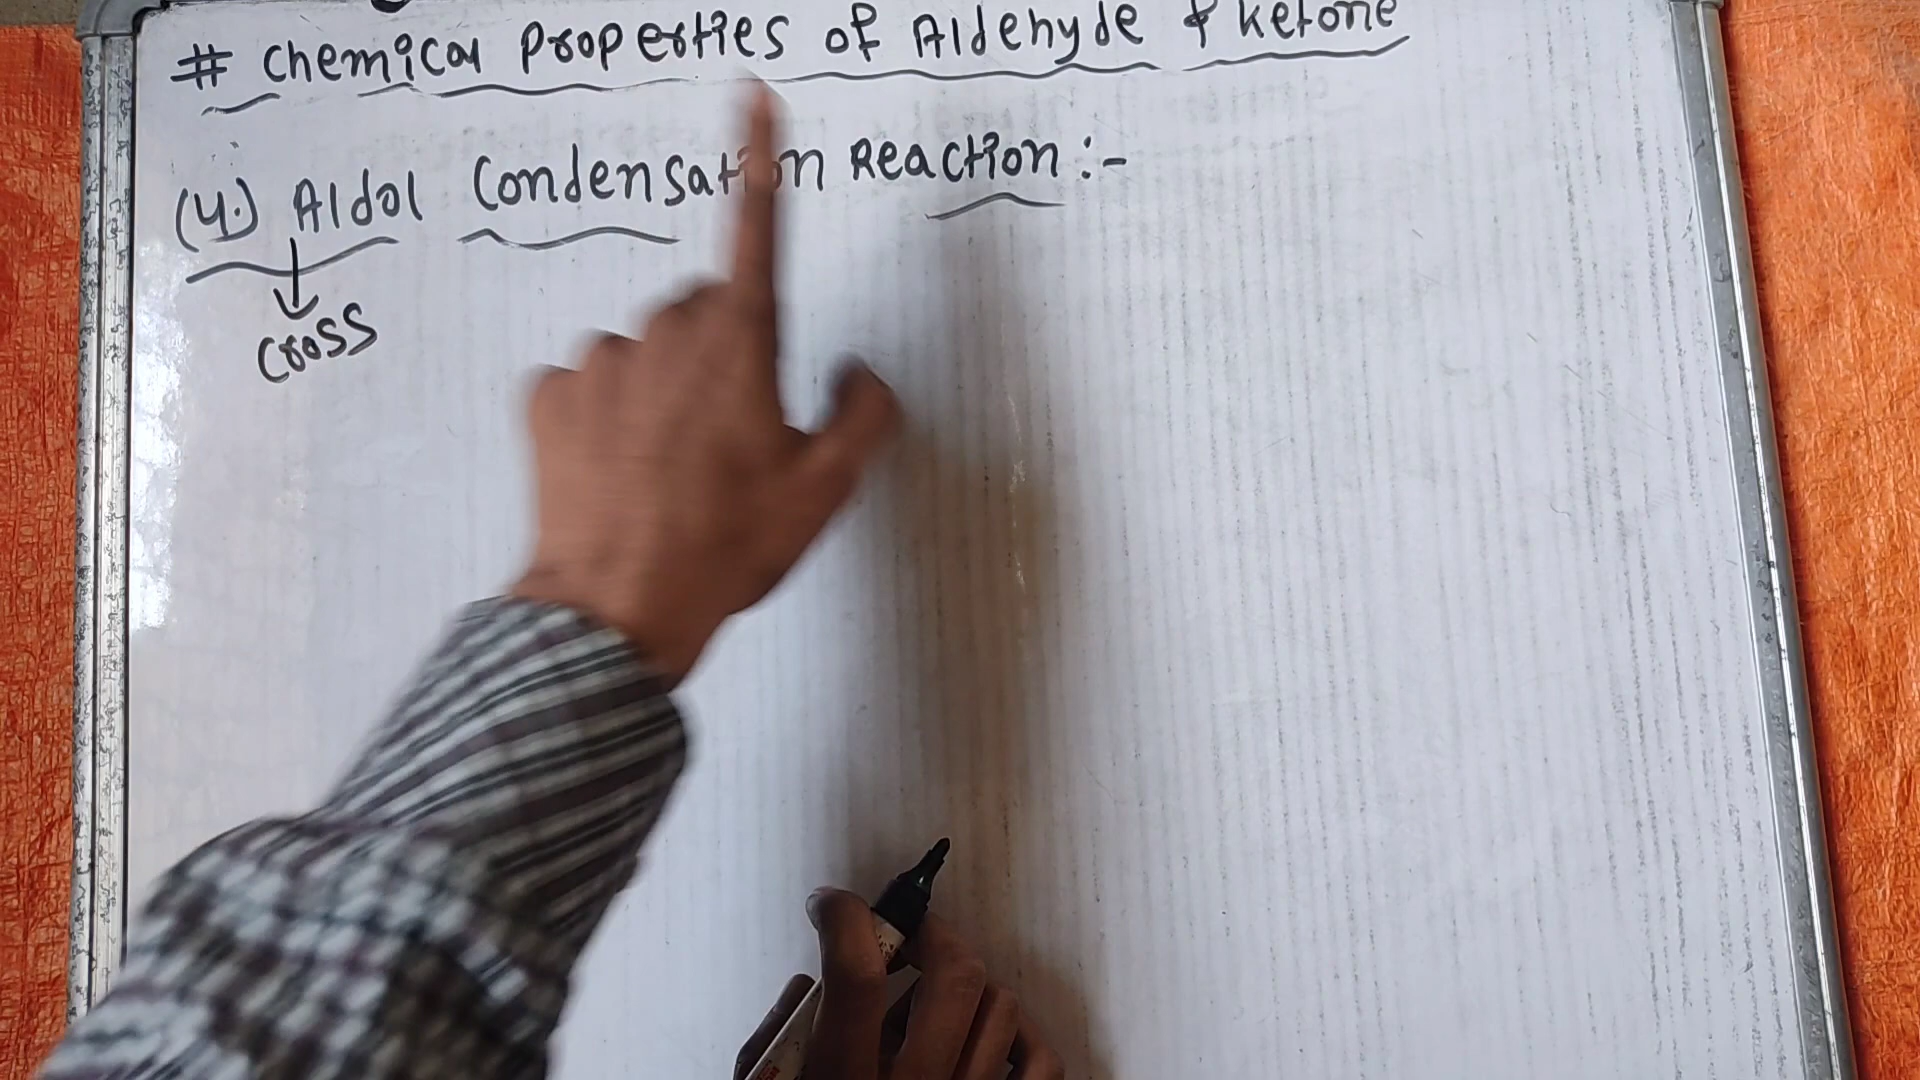 # Chemical Properties of Aldehyde & Ketone
(4.) Aldol Condensation Reaction :-
Cross